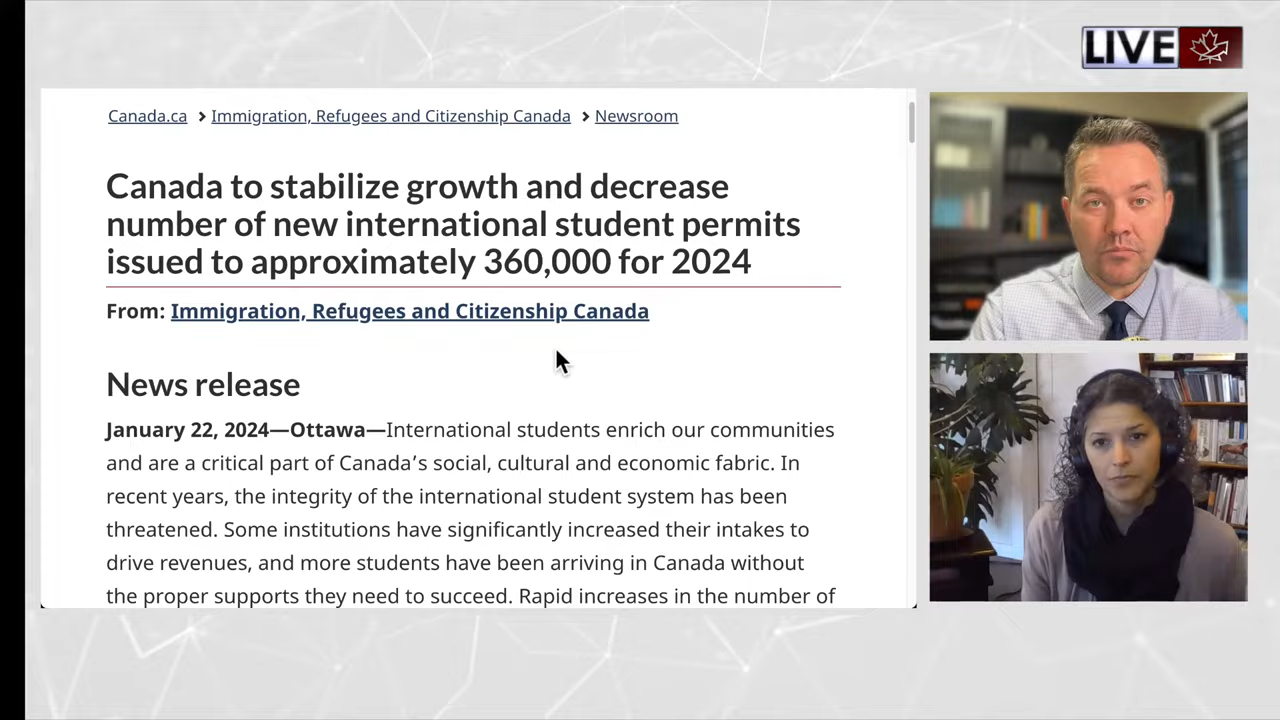 LIVE
Canada.ca > Immigration, Refugees and Citizenship Canada > Newsroom
Canada to stabilize growth and decrease
number of new international student permits
issued to approximately 360,000 for 2024
From: Immigration, Refugees and Citizenship Canada
News release
January 22, 2024—Ottawa—International students enrich our communities
and are a critical part of Canada’s social, cultural and economic fabric. In
recent years, the integrity of the international student system has been
threatened. Some institutions have significantly increased their intakes to
drive revenues, and more students have been arriving in Canada without
the proper supports they need to succeed. Rapid increases in the number of